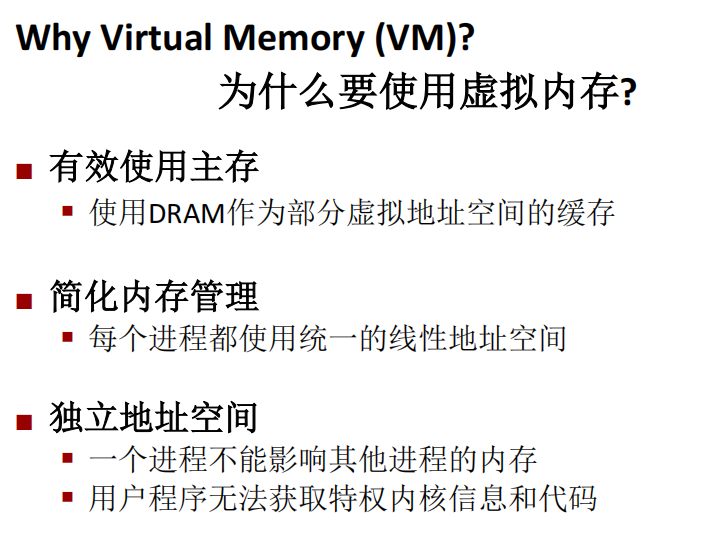 Why Virtual Memory (VM)?
为什么要使用虚拟内存?
有效使用主存
使用DRAM作为部分虚拟地址空间的缓存
简化内存管理
每个进程都使用统一的线性地址空间
独立地址空间
一个进程不能影响其他进程的内存
用户程序无法获取特权内核信息和代码